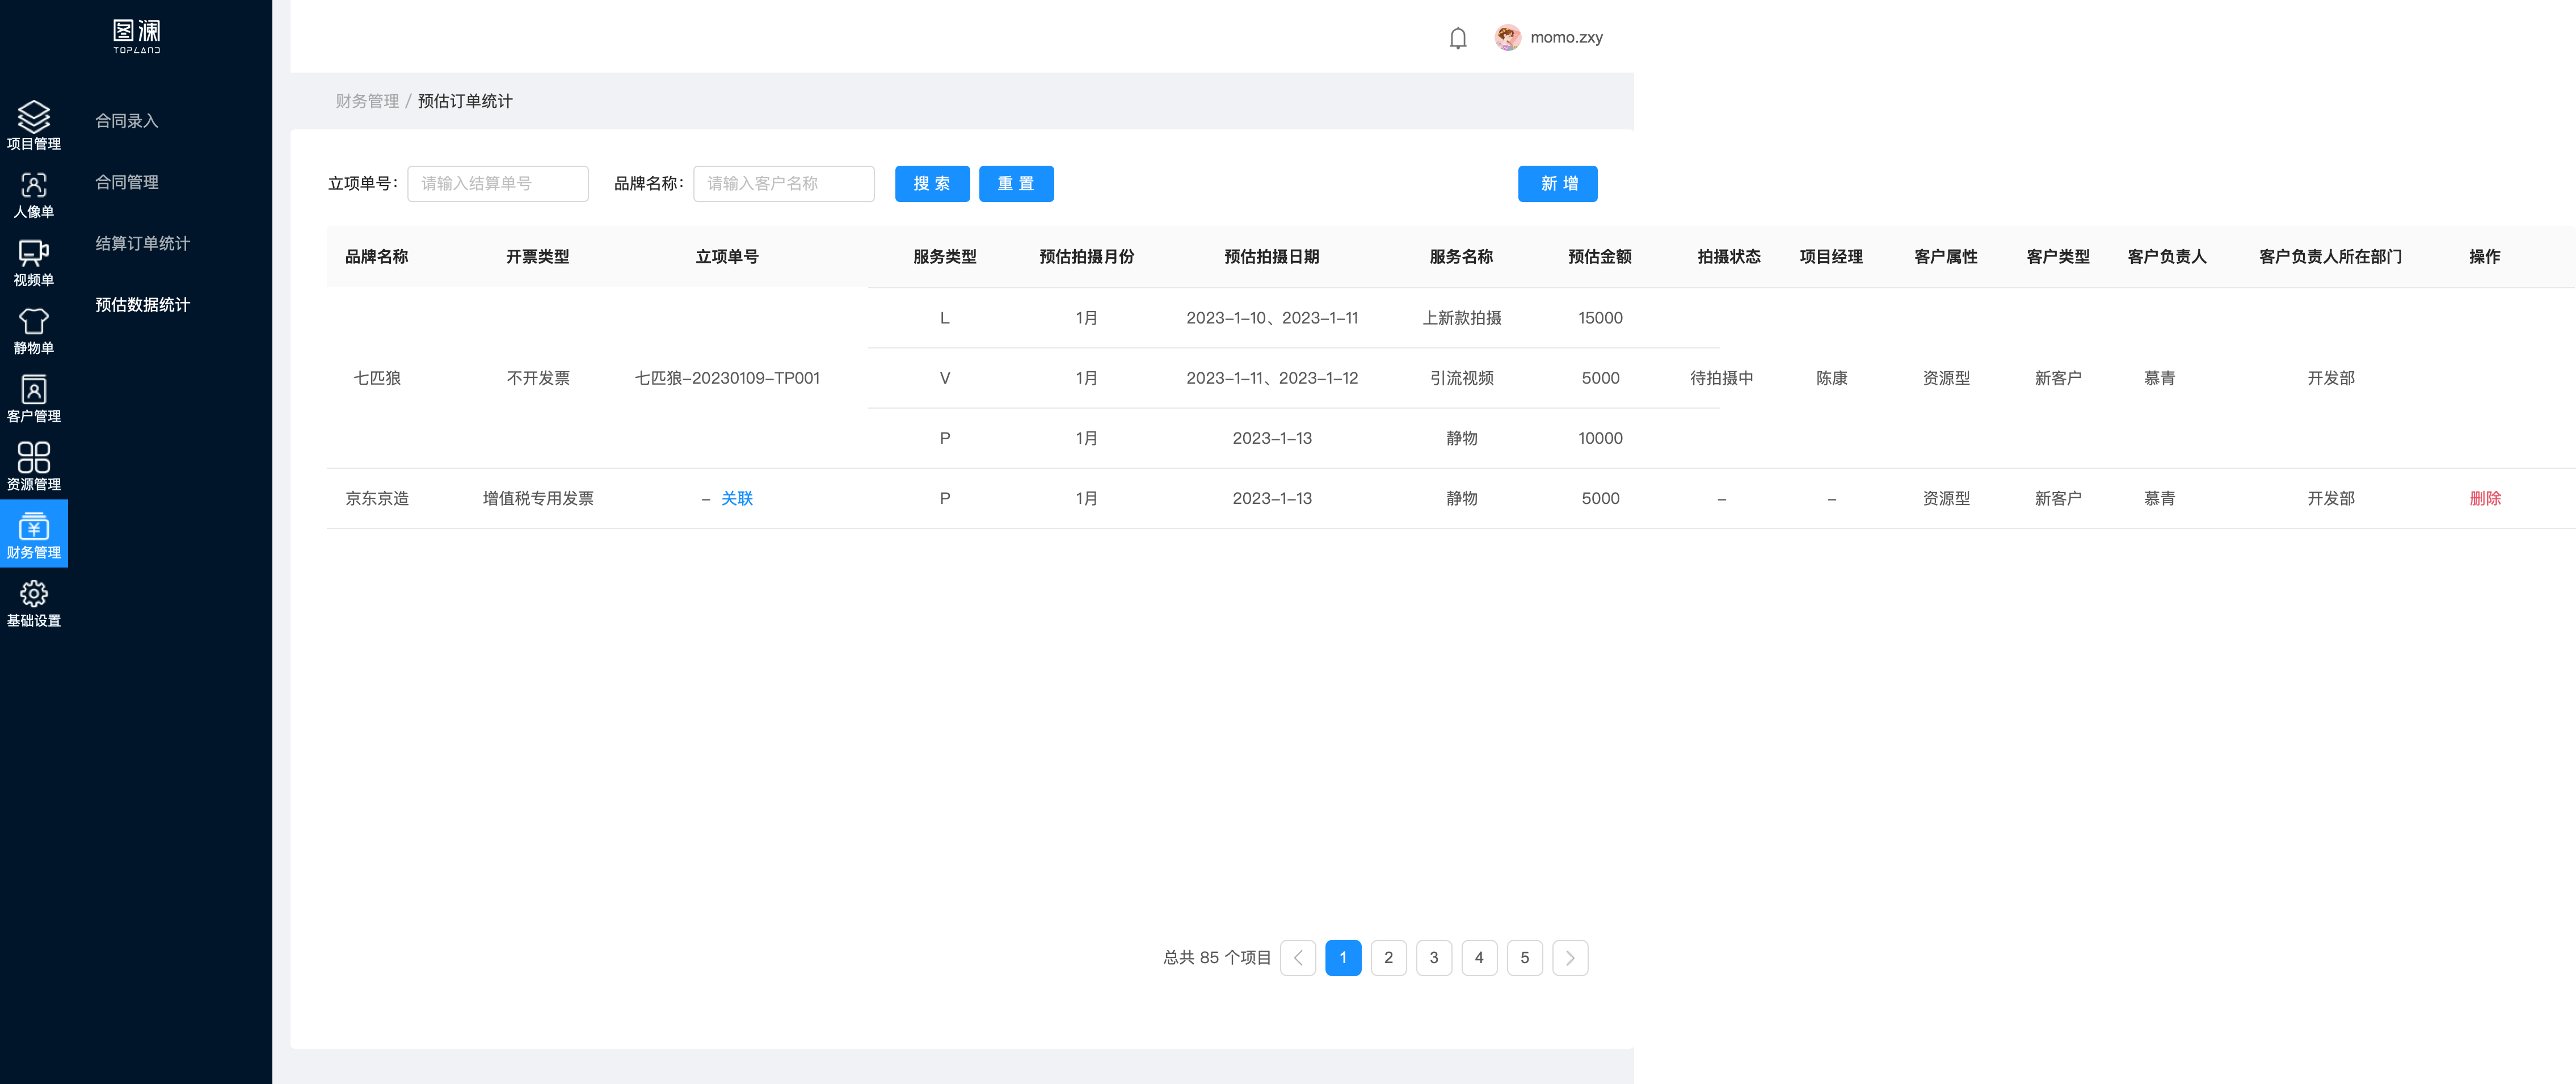 图澜
TOPLAND
momo.zxy
项目管理
人像单
视频单
静物单
客户管理
资源管理
财务管理
基础设置
合同录入
合同管理
结算订单统计
预估数据统计
财务管理 / 预估订单统计
立项单号： 请输入结算单号 品牌名称： 请输入客户名称 搜 索 重 置 新 增
品牌名称 开票类型 立项单号 服务类型 预估拍摄月份 预估拍摄日期 服务名称 预估金额 拍摄状态 项目经理 客户属性 客户类型 客户负责人 客户负责人所在部门 操作
L 1月 2023-1-10、2023-1-11 上新款拍摄 15000
七匹狼 不开发票 七匹狼-20230109-TP001 V 1月 2023-1-11、2023-1-12 引流视频 5000 待拍摄中 陈康 资源型 新客户 慕青 开发部
P 1月 2023-1-13 静物 10000
京东京造 增值税专用发票 - 关联 P 1月 2023-1-13 静物 5000 - - 资源型 新客户 慕青 开发部 删除
总共 85 个项目 1 2 3 4 5